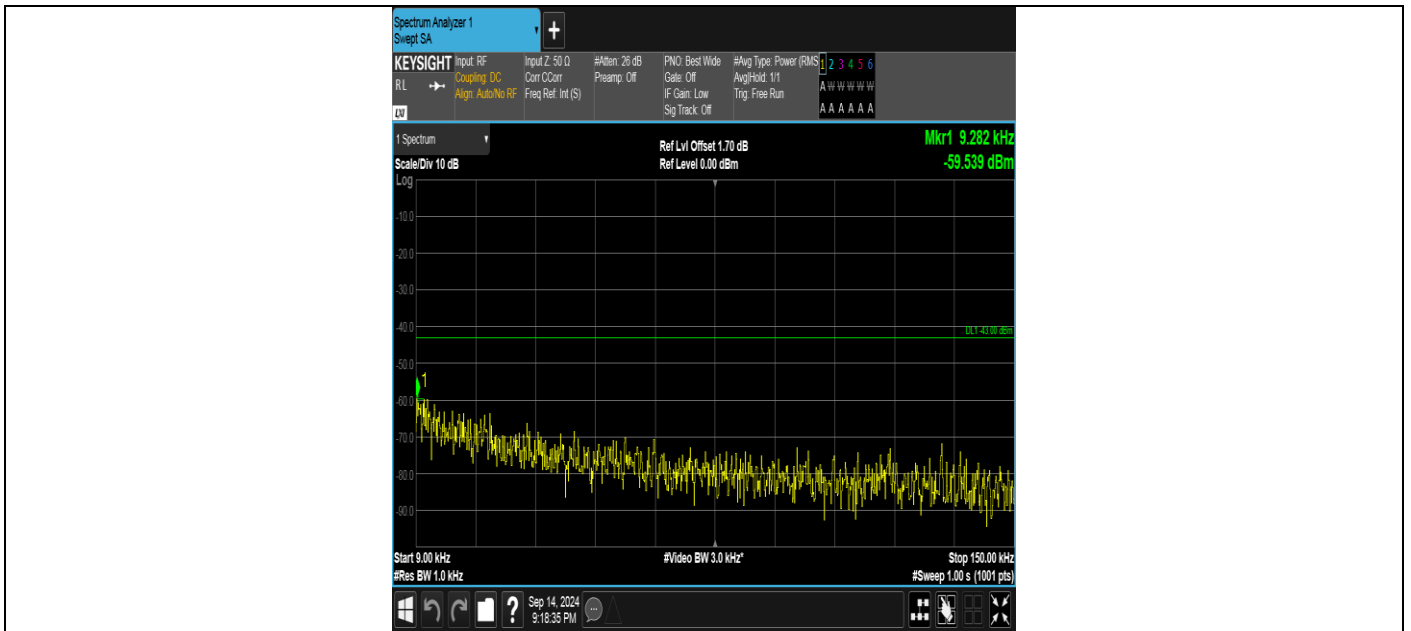 Spectrum Analyzer 1
Swept SA
KEYSIGHT
RL
LXI
Input: RF
Coupling: DC
Align: Auto/No RF
Input Z: 50 Ω
Corr CCorr
Freq Ref: Int (S)
#Atten: 26 dB
Preamp: Off
PNO: Best Wide
Gate: Off
IF Gain: Low
Sig Track: Off
#Avg Type: Power (RMS
Avg|Hold: 1/1
Trig: Free Run
1 2 3 4 5 6
A W W W W W
A A A A A A
1 Spectrum
Scale/Div 10 dB
Log
Ref Lvl Offset 1.70 dB
Ref Level 0.00 dBm
Mkr1 9.282 kHz
-59.539 dBm
-10.0
-20.0
-30.0
-40.0
DL1 -43.00 dBm
-50.0
1
-60.0
-70.0
-80.0
-90.0
Start 9.00 kHz
#Video BW 3.0 kHz*
Stop 150.00 kHz
#Res BW 1.0 kHz
#Sweep 1.00 s (1001 pts)
?
Sep 14, 2024
9:18:35 PM